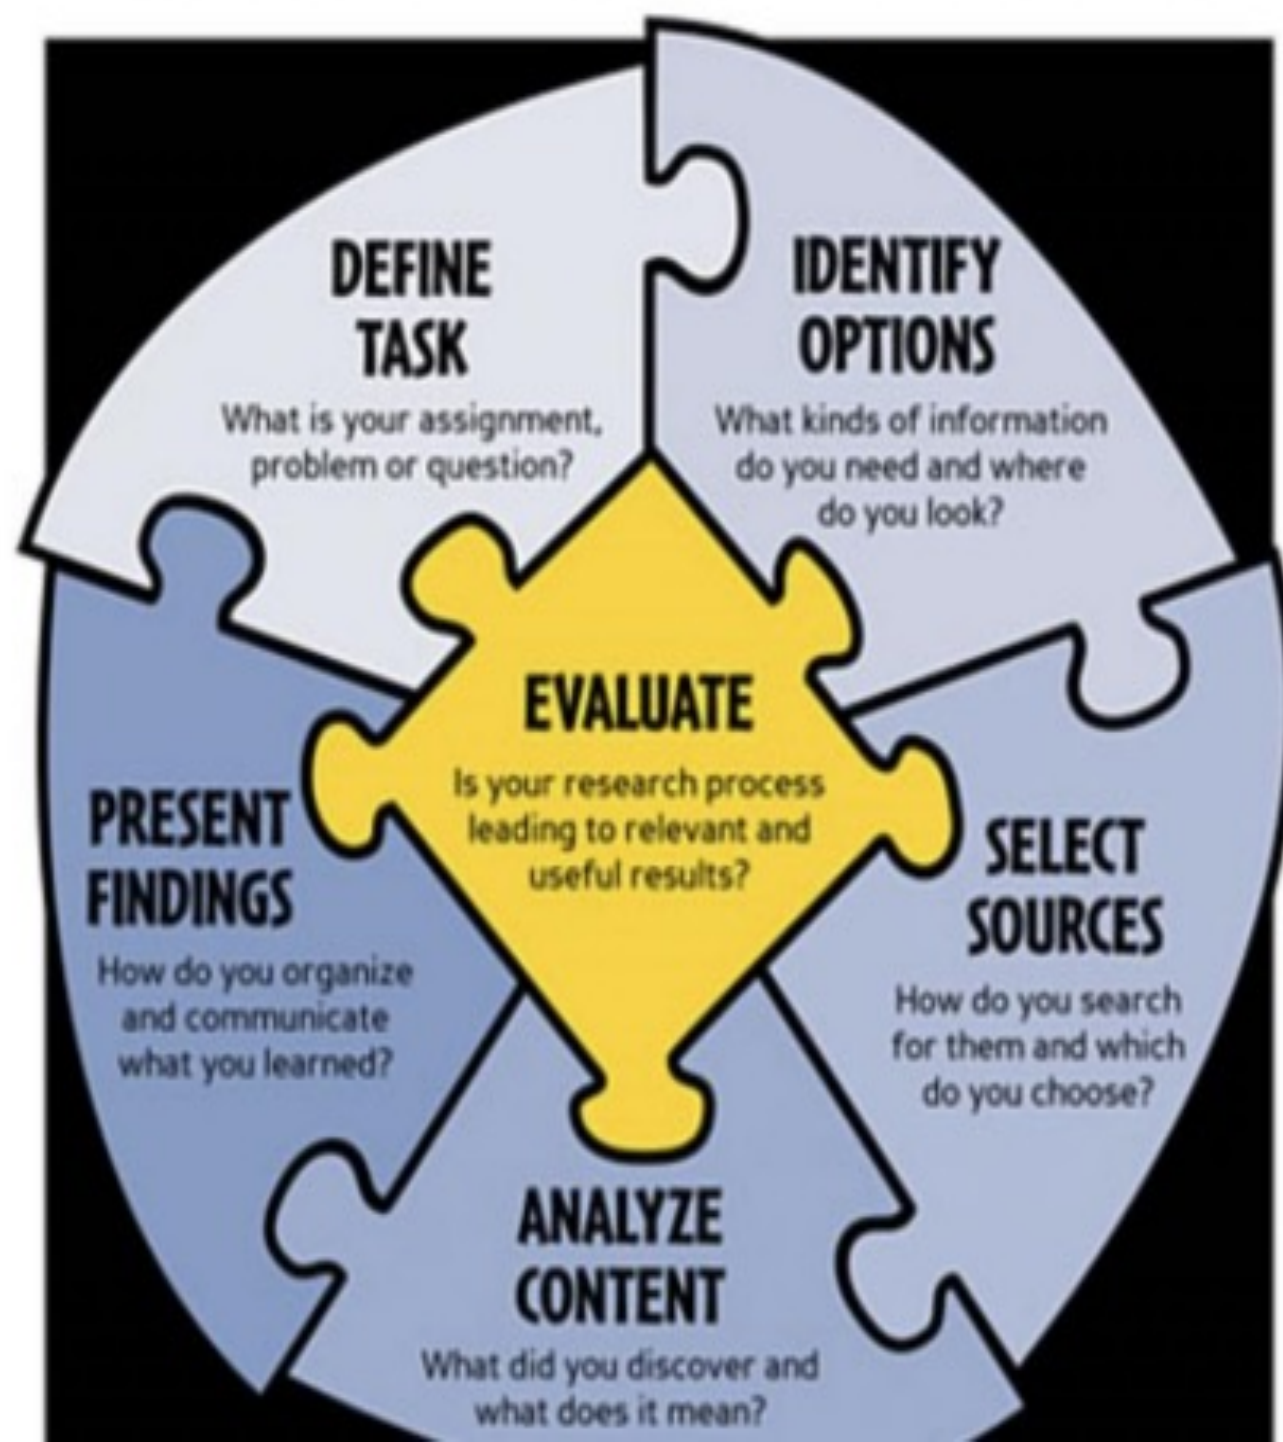 DEFINE
TASK
What is your assignment,
problem or question?
IDENTIFY
OPTIONS
What kinds of information
do you need and where
do you look?
EVALUATE
Is your research process
leading to relevant and
useful results?
SELECT
SOURCES
How do you search
for them and which
do you choose?
ANALYZE
CONTENT
What did you discover and
what does it mean?
PRESENT
FINDINGS
How do you organize
and communicate
what you learned?